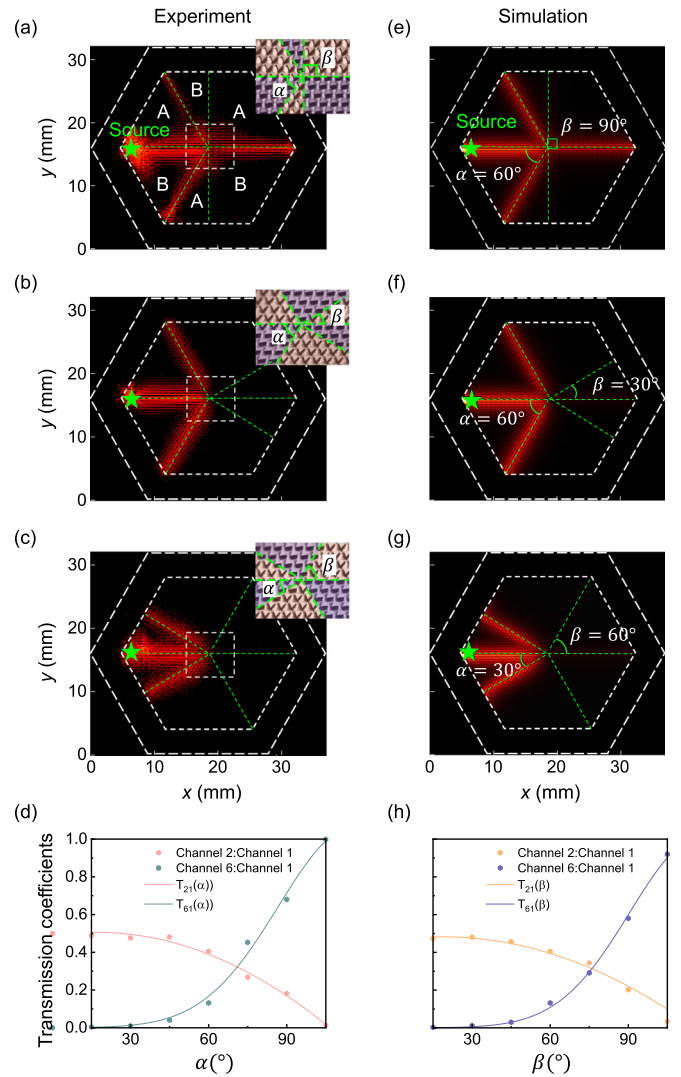 Experiment
Simulation
(a)
y (mm)
30
20
10
0
Source
A
B
A
B
A
B
α
β
(e)
Source
β = 90°
α = 60°
(b)
y (mm)
30
20
10
0
α
β
(f)
β = 30°
α = 60°
(c)
y (mm)
30
20
10
0
0 10 20 30
x (mm)
α
β
(g)
β = 60°
α = 30°
0 10 20 30
x (mm)
(d)
Transmission coefficients
1.0
0.8
0.6
0.4
0.2
0.0
Channel 2:Channel 1
Channel 6:Channel 1
T21(α))
T61(α))
30 60 90
α(°)
(h)
Channel 2:Channel 1
Channel 6:Channel 1
T21(β)
T61(β)
30 60 90
β(°)